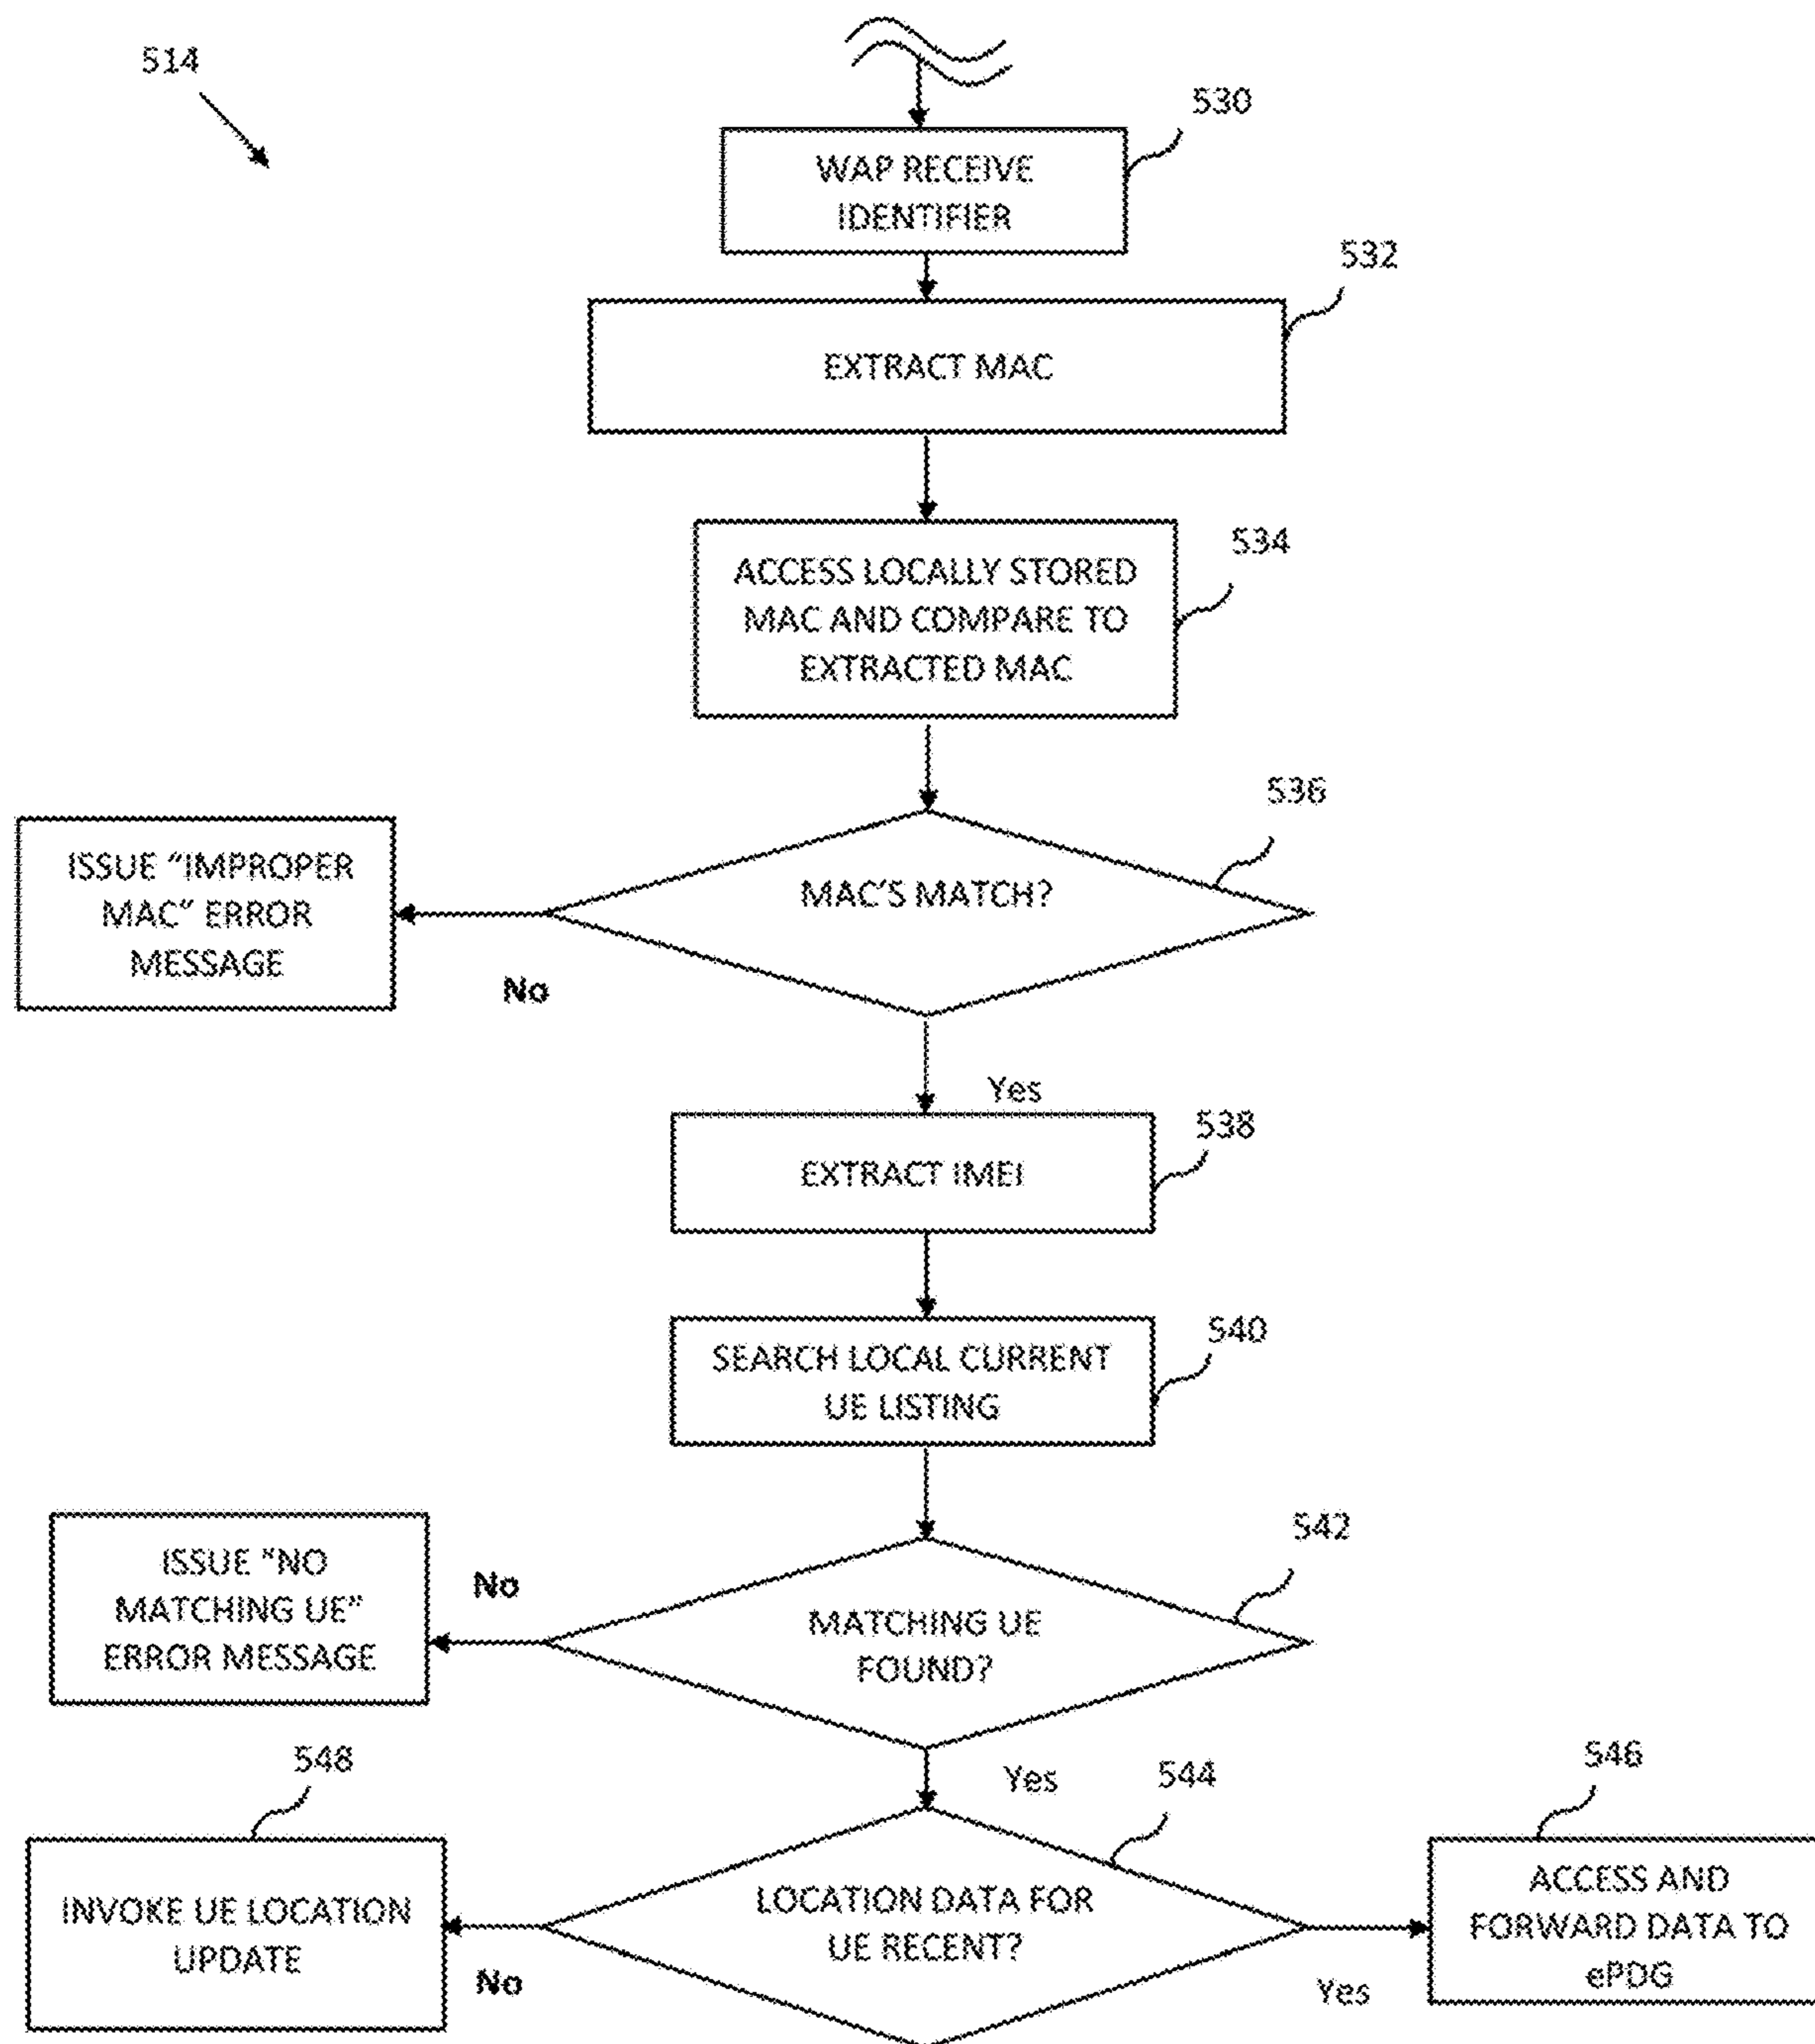 514
530
WAP RECEIVE
IDENTIFIER
532
EXTRACT MAC
534
ACCESS LOCALLY STORED
MAC AND COMPARE TO
EXTRACTED MAC
536
MAC'S MATCH?
ISSUE "IMPROPER
MAC" ERROR
MESSAGE
No
Yes
538
EXTRACT IMEI
540
SEARCH LOCAL CURRENT
UE LISTING
542
MATCHING UE
FOUND?
No
ISSUE "NO
MATCHING UE"
ERROR MESSAGE
Yes
544
LOCATION DATA FOR
UE RECENT?
548
INVOKE UE LOCATION
UPDATE
No
Yes
546
ACCESS AND
FORWARD DATA TO
ePDG